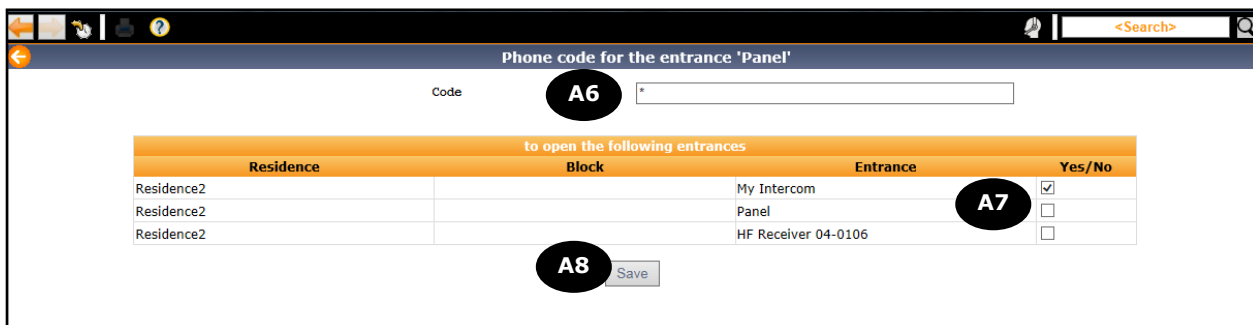 <Search>
Phone code for the entrance 'Panel'
Code A6 *
to open the following entrances
Residence Block Entrance Yes/No
Residence2 My Intercom
Residence2 Panel A7
Residence2 HF Receiver 04-0106
A8 Save